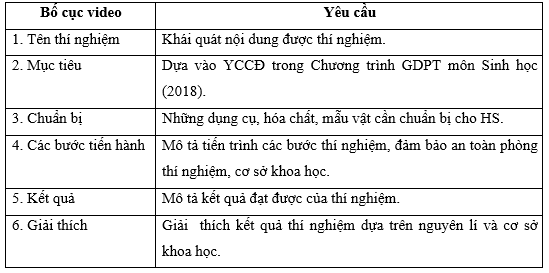 Bố cục video Yêu cầu
1. Tên thí nghiệm Khái quát nội dung được thí nghiệm.
2. Mục tiêu Dựa vào YCCĐ trong Chương trình GDPT môn Sinh học
(2018).
3. Chuẩn bị Những dụng cụ, hóa chất, mẫu vật cần chuẩn bị cho HS.
4. Các bước tiến hành Mô tả tiến trình các bước thí nghiệm, đảm bảo an toàn phòng
thí nghiệm, cơ sở khoa học.
5. Kết quả Mô tả kết quả đạt được của thí nghiệm.
6. Giải thích Giải thích kết quả thí nghiệm dựa trên nguyên lí và cơ sở
khoa học.